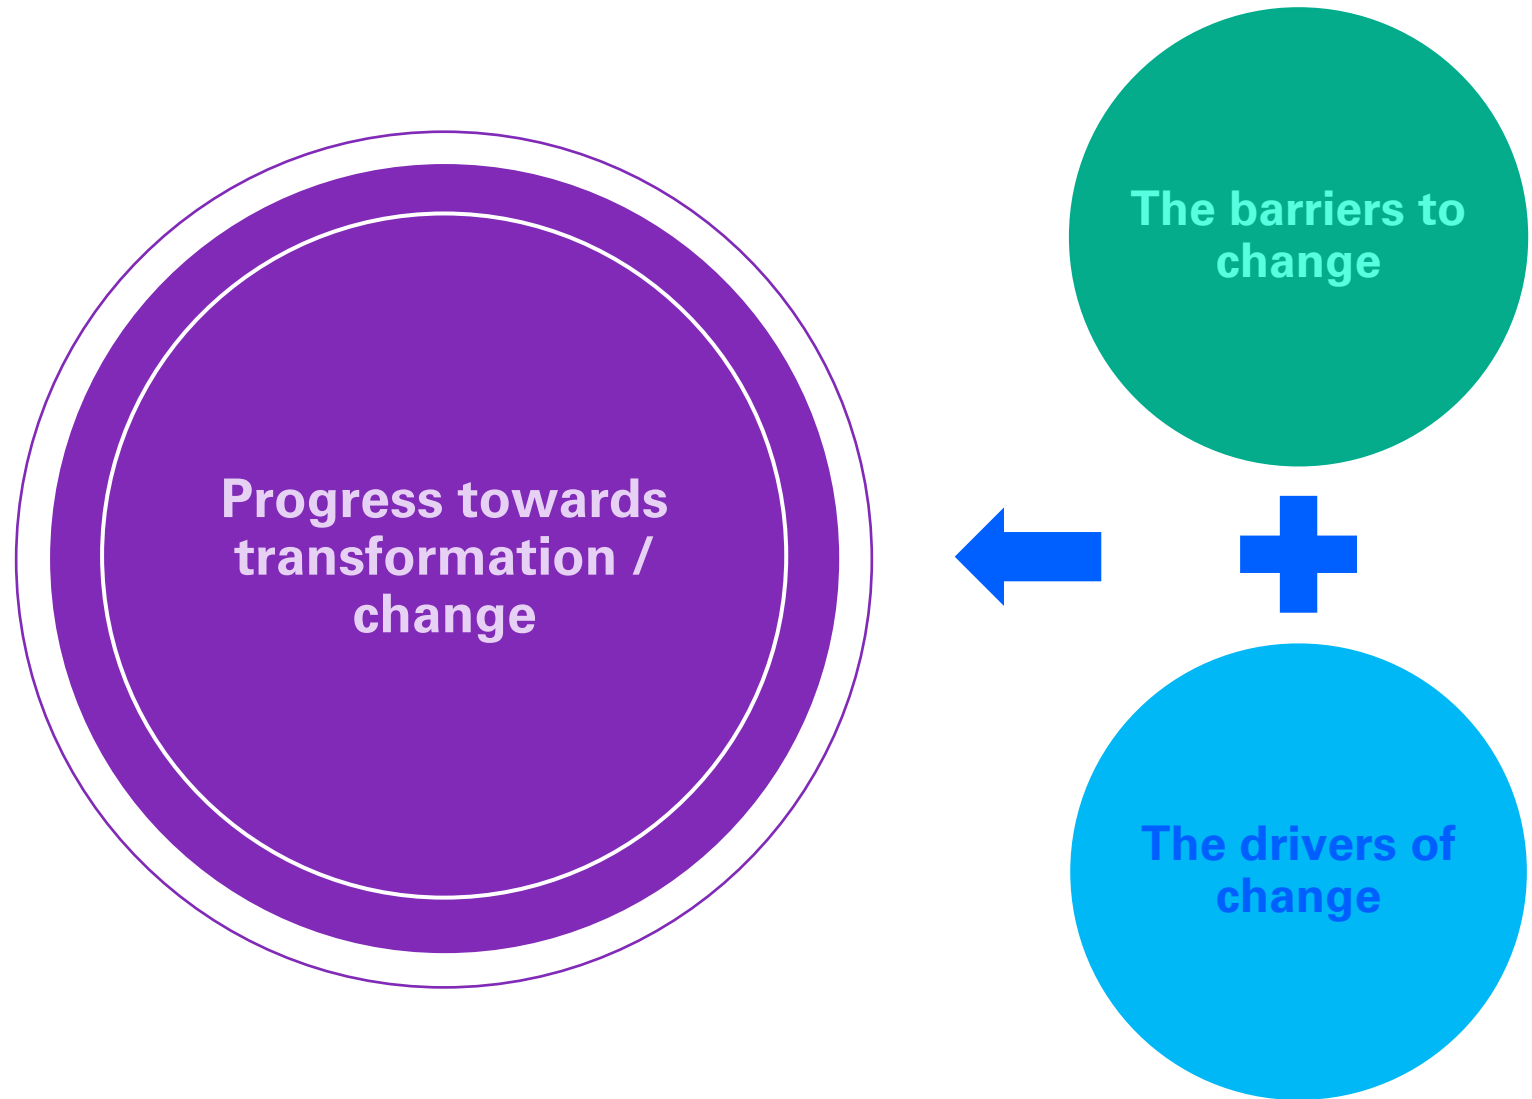 The barriers to
change
Progress towards
transformation /
change
The drivers of
change